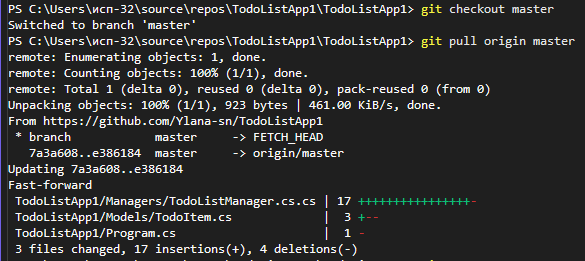 PS C:\Users\исп-32\source\repos\TodoListApp1\TodoListApp1> git checkout master
Switched to branch 'master'
PS C:\Users\исп-32\source\repos\TodoListApp1\TodoListApp1> git pull origin master
remote: Enumerating objects: 1, done.
remote: Counting objects: 100% (1/1), done.
remote: Total 1 (delta 0), reused 0 (delta 0), pack-reused 0 (from 0)
Unpacking objects: 100% (1/1), 923 bytes | 461.00 KiB/s, done.
From https://github.com/Ylana-sn/TodoListApp1
 * branch            master     -> FETCH_HEAD
   7a3a608..e386184  master     -> origin/master
Updating 7a3a608..e386184
Fast-forward
 TodoListApp1/Managers/TodoListManager.cs.cs | 17 ++++++++++++++++-
 TodoListApp1/Models/TodoItem.cs             |  3 +--
 TodoListApp1/Program.cs                     |  1 -
 3 files changed, 17 insertions(+), 4 deletions(-)